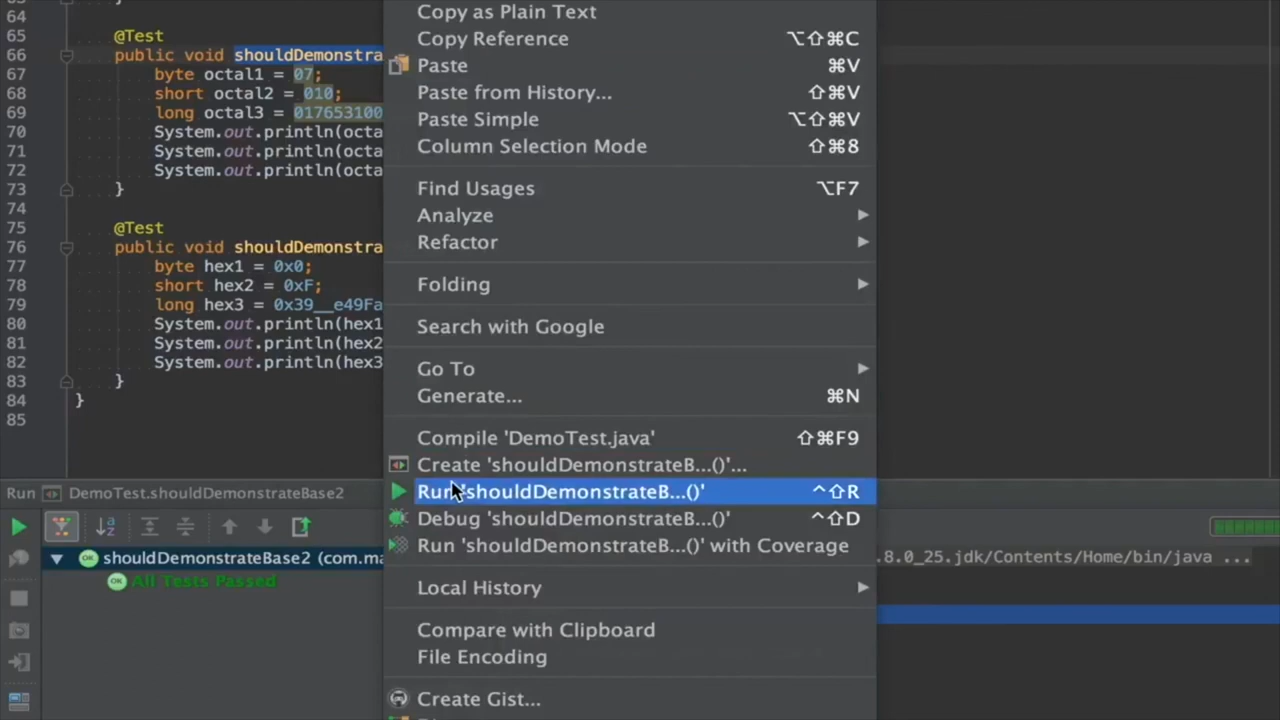 64
65 @Test
66 public void shouldDemonstra
67 byte octal1 = 07;
68 short octal2 = 010;
69 long octal3 = 017653100
70 System.out.println(octa
71 System.out.println(octa
72 System.out.println(octa
73 }
74
75 @Test
76 public void shouldDemonstra
77 byte hex1 = 0x0;
78 short hex2 = 0xF;
79 long hex3 = 0x39__e49Fa
80 System.out.println(hex1
81 System.out.println(hex2
82 System.out.println(hex3
83 }
84 }
85
Copy as Plain Text
Copy Reference ⌥⇧⌘C
Paste ⌘V
Paste from History... ⇧⌘V
Paste Simple ⌥⇧⌘V
Column Selection Mode ⇧⌘8
Find Usages ⌥F7
Analyze
Refactor
Folding
Search with Google
Go To
Generate... ⌘N
Compile 'DemoTest.java' ⇧⌘F9
Create 'shouldDemonstrateB...()'...
Run 'shouldDemonstrateB...()' ^⇧R
Debug 'shouldDemonstrateB...()' ^⇧D
Run 'shouldDemonstrateB...()' with Coverage
Local History
Compare with Clipboard
File Encoding
Create Gist...
Run DemoTest.shouldDemonstrateBase2
OK shouldDemonstrateBase2 (com.ma
OK All Tests Passed
.8.0_25.jdk/Contents/Home/bin/java ...